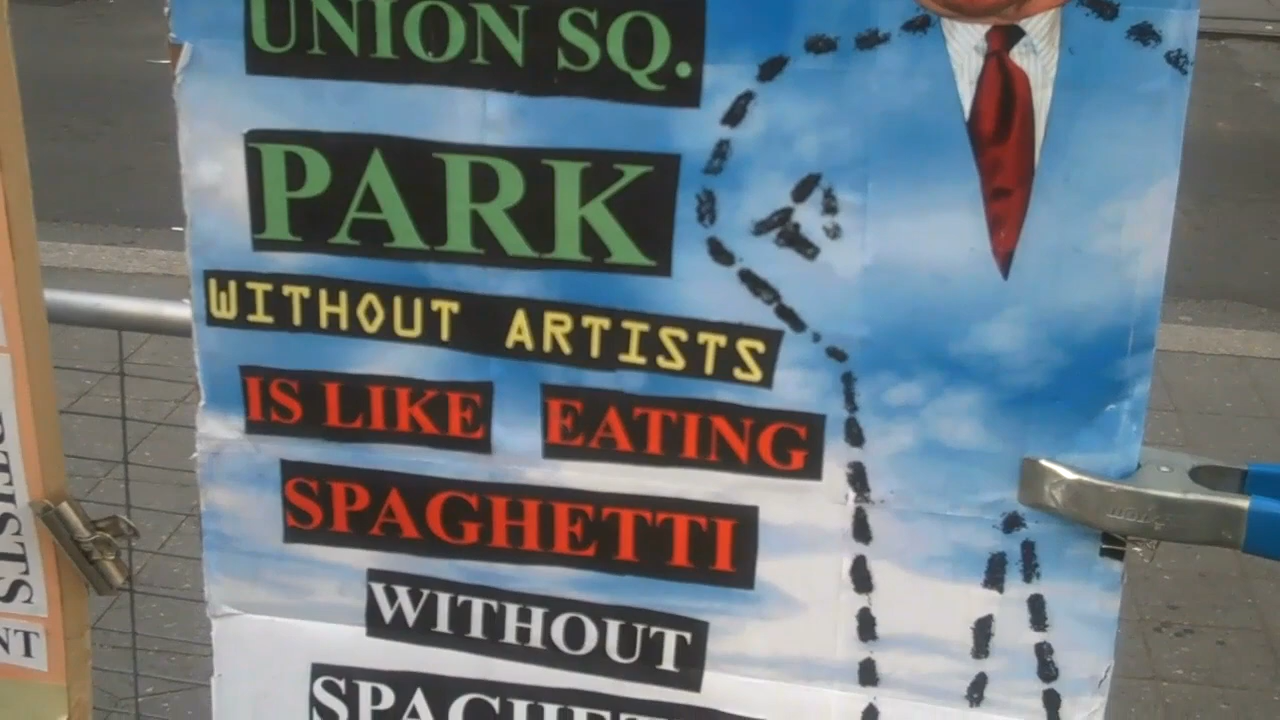 UNION SQ.
PARK
WITHOUT ARTISTS
IS LIKE EATING
SPAGHETTI
WITHOUT